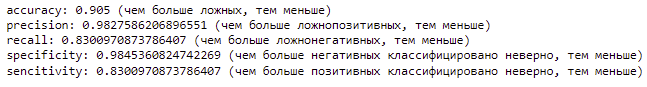 accuracy: 0.905 (чем больше ложных, тем меньше)
precision: 0.9827586206896551 (чем больше ложнопозитивных, тем меньше)
recall: 0.8300970873786407 (чем больше ложнонегативных, тем меньше)
specificity: 0.9845360824742269 (чем больше негативных классифицировано неверно, тем меньше)
sencitivity: 0.8300970873786407 (чем больше позитивных классифицировано неверно, тем меньше)